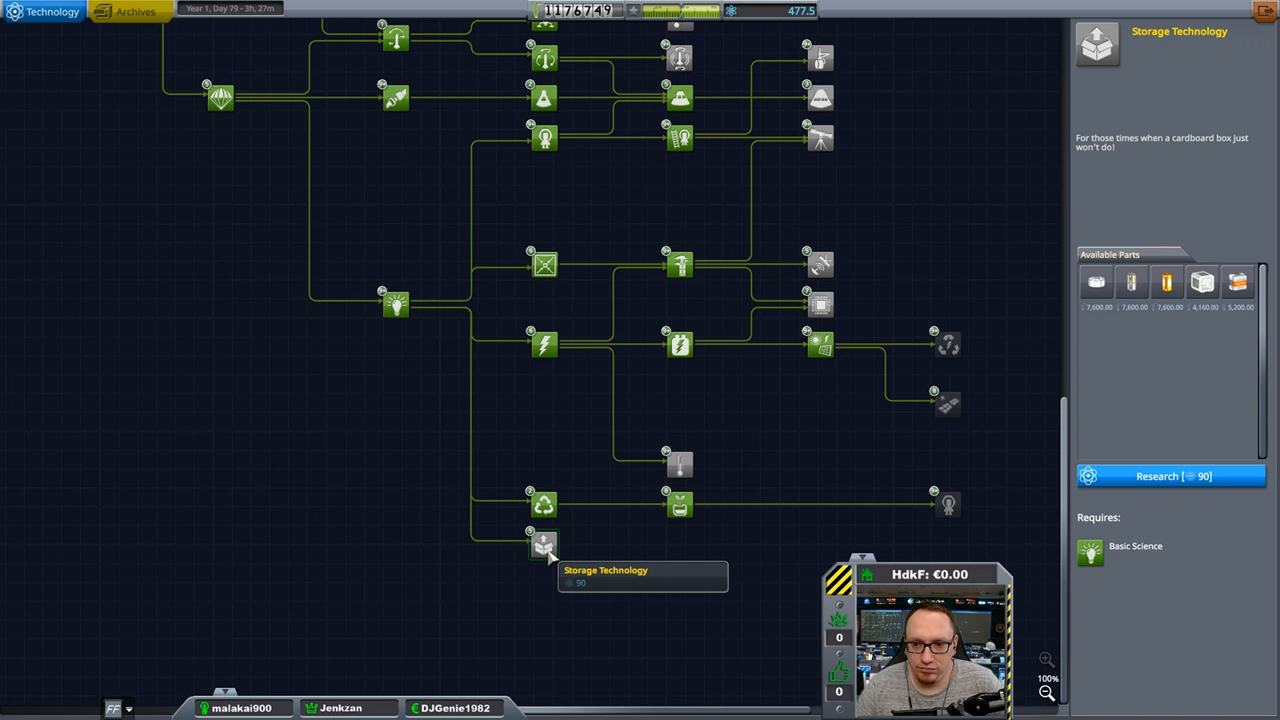 Technology
Archives
Year 1, Day 79 - 3h, 27m
1176749
477.5
Storage Technology
For those times when a cardboard box just
won't do!
Available Parts
7,600.00 7,600.00 7,600.00 4,160.00 5,200.00
Research [ 90]
Requires:
Basic Science
Storage Technology
90
HdkF: €0.00
0
0
100%
FF
malakai900
Jenkzan
DJGenie1982